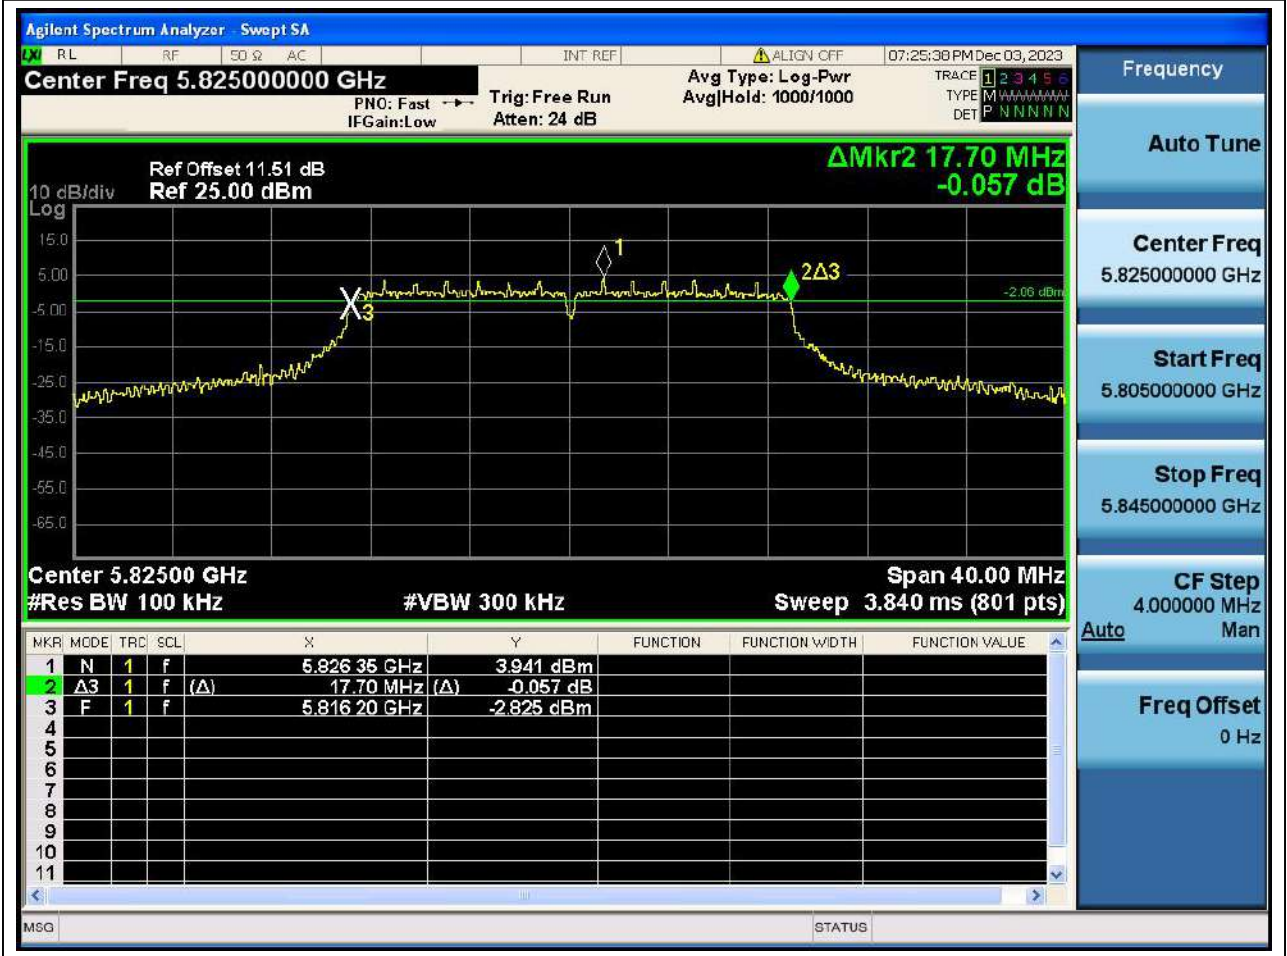 Agilent Spectrum Analyzer - Swept SA
LXI RL RF 50 Ω AC INT REF ALIGN OFF 07:25:38 PM Dec 03, 2023
Center Freq 5.825000000 GHz
PNO: Fast
IFGain:Low
Trig: Free Run
Atten: 24 dB
Avg Type: Log-Pwr
Avg|Hold: 1000/1000
TRACE 1 2 3 4 5 6
TYPE M
DET P N N N N N
ΔMkr2 17.70 MHz
-0.057 dB
Ref Offset 11.51 dB
Ref 25.00 dBm
10 dB/div
Log
15.0
5.00
-5.00
-15.0
-25.0
-35.0
-45.0
-55.0
-65.0
1
2Δ3
3
-2.06 dBm
Center 5.82500 GHz
Span 40.00 MHz
#Res BW 100 kHz
#VBW 300 kHz
Sweep 3.840 ms (801 pts)
MKR MODE TRC SCL X Y FUNCTION FUNCTION WIDTH FUNCTION VALUE
1 N 1 f 5.826 35 GHz 3.941 dBm
2 Δ3 1 f (Δ) 17.70 MHz (Δ) -0.057 dB
3 F 1 f 5.816 20 GHz -2.825 dBm
4
5
6
7
8
9
10
11
MSG
STATUS
Frequency
Auto Tune
Center Freq
5.825000000 GHz
Start Freq
5.805000000 GHz
Stop Freq
5.845000000 GHz
CF Step
4.000000 MHz
Auto Man
Freq Offset
0 Hz